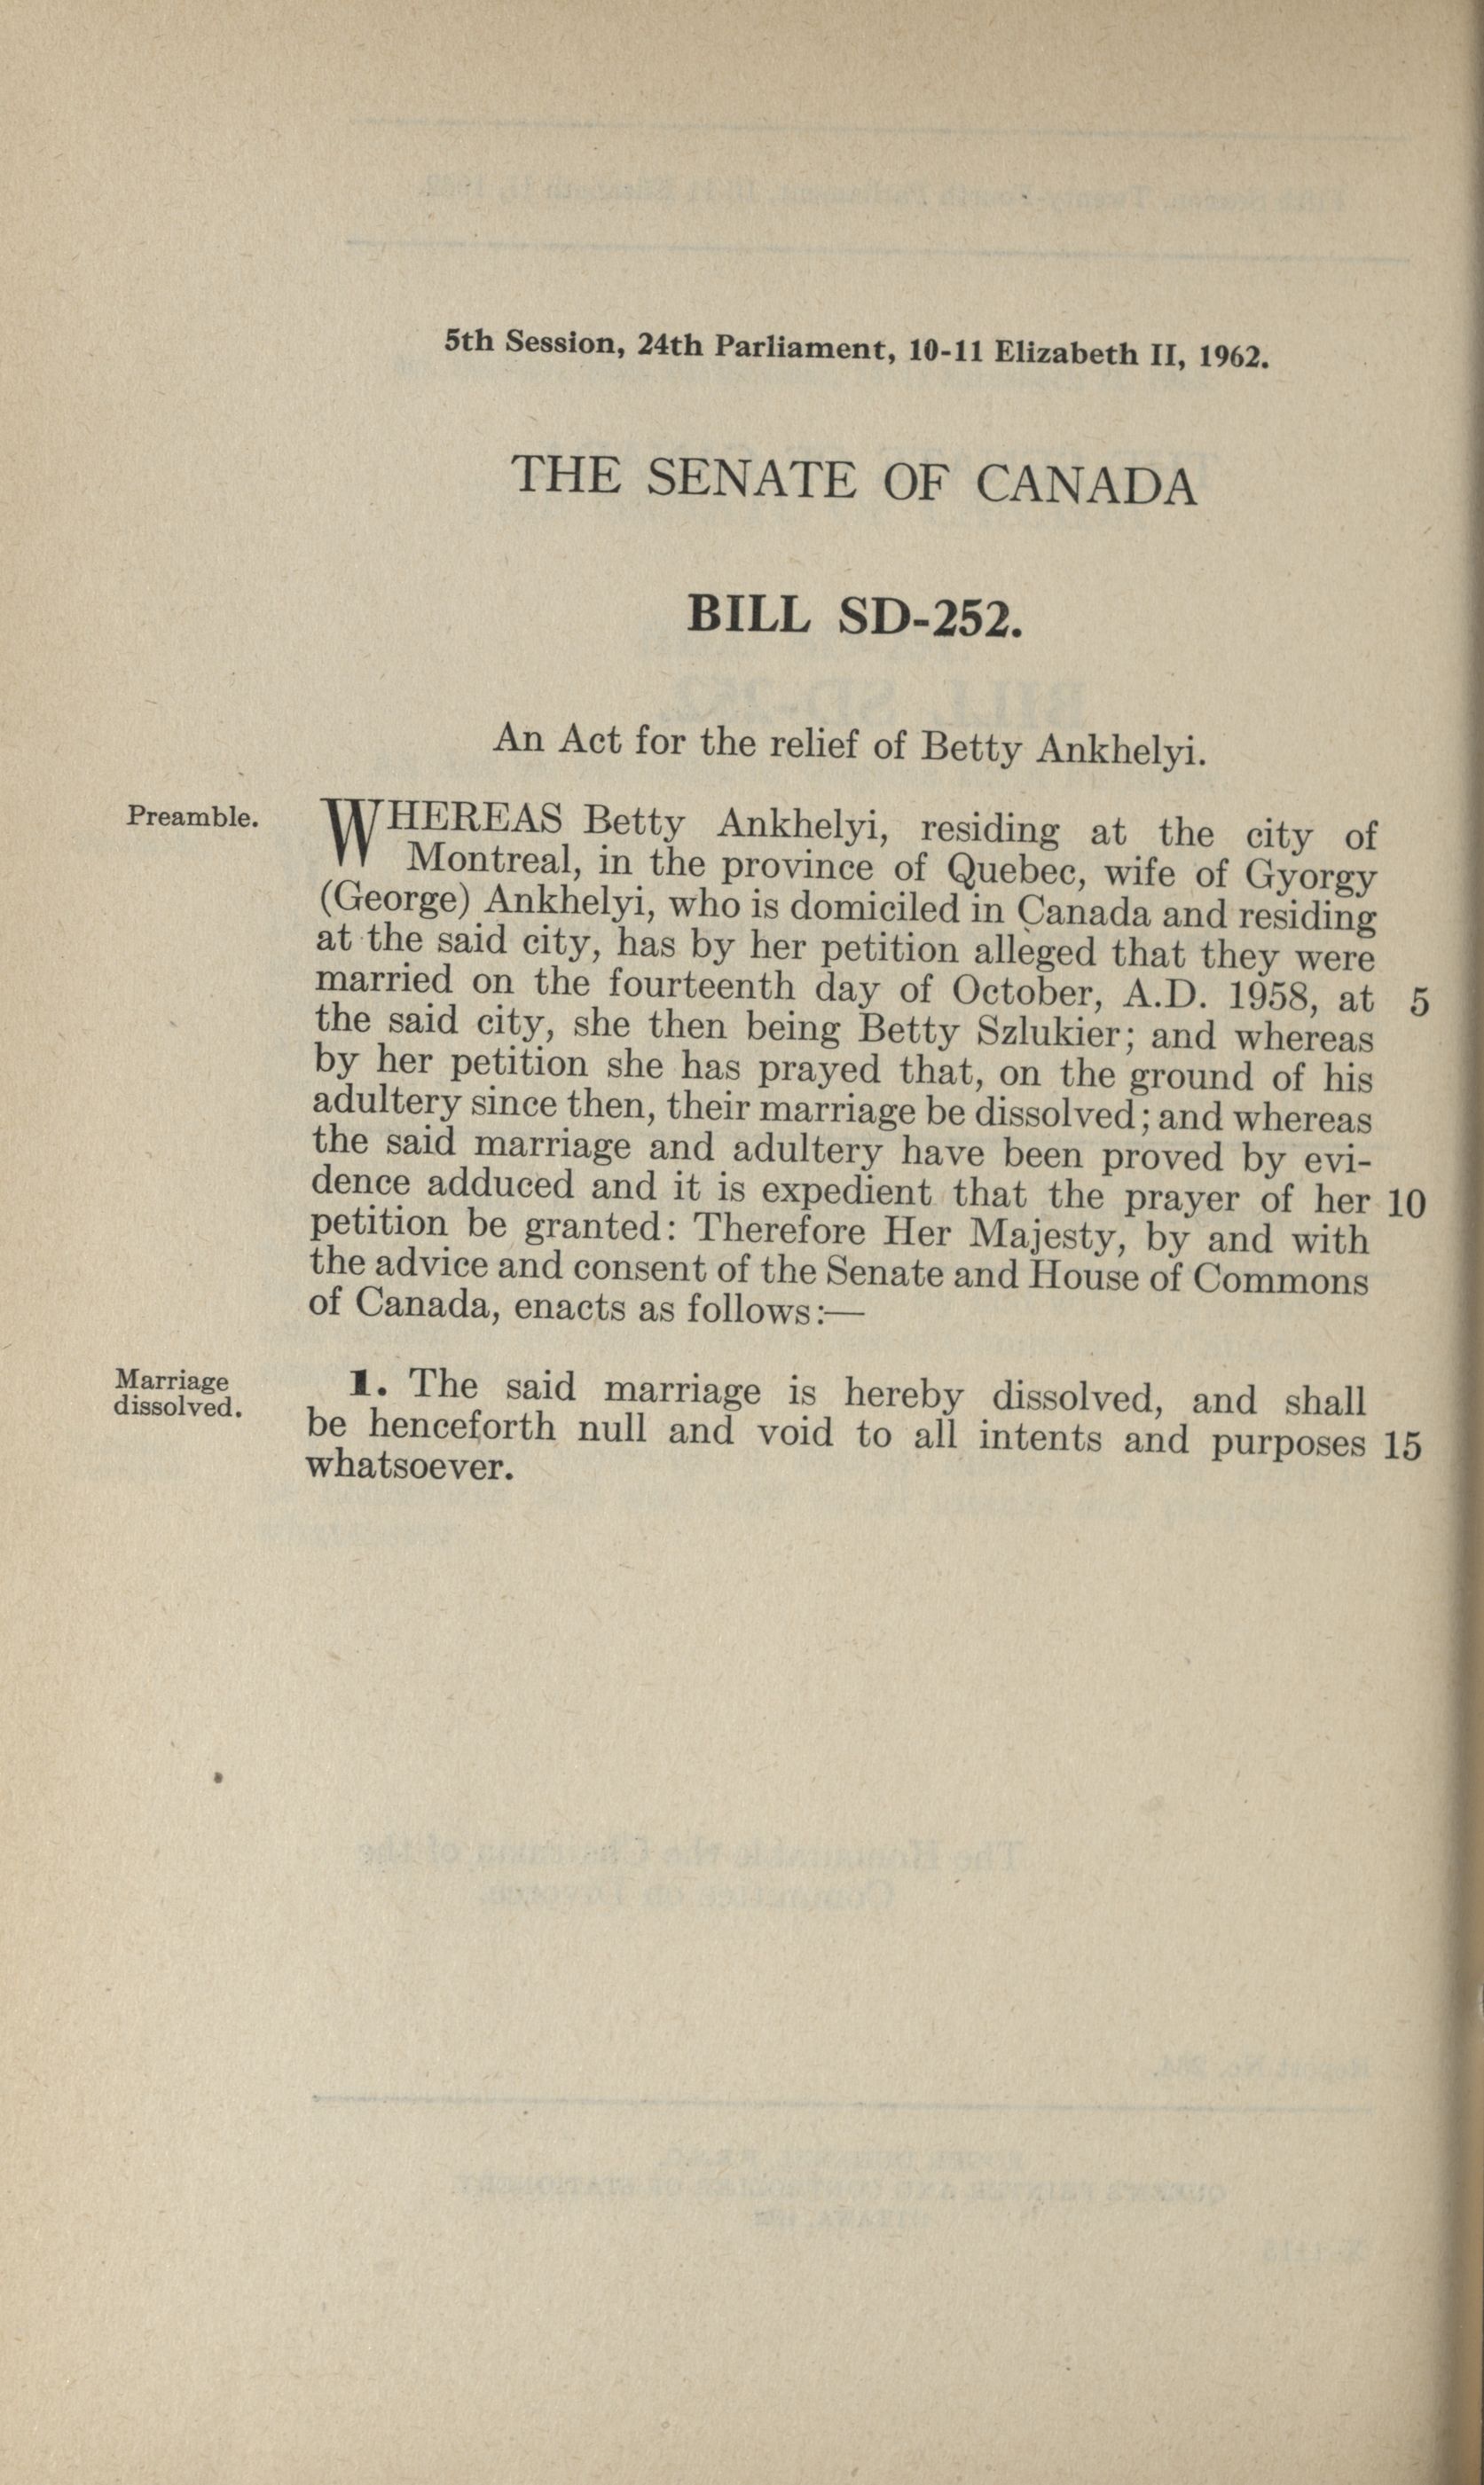 5th Session, 24th Parliament, 10-11 Elizabeth II, 1962.
THE SENATE OF CANADA
BILL SD-252.
An Act for the relief of Betty Ankhelyi.
Preamble.
WHEREAS Betty Ankhelyi, residing at the city of
Montreal, in the province of Quebec, wife of Gyorgy
(George) Ankhelyi, who is domiciled in Canada and residing
at the said city, has by her petition alleged that they were
married on the fourteenth day of October, A.D. 1958, at 5
the said city, she then being Betty Szlukier; and whereas
by her petition she has prayed that, on the ground of his
adultery since then, their marriage be dissolved; and whereas
the said marriage and adultery have been proved by evi-
dence adduced and it is expedient that the prayer of her 10
petition be granted: Therefore Her Majesty, by and with
the advice and consent of the Senate and House of Commons
of Canada, enacts as follows:—
Marriage
dissolved.
1. The said marriage is hereby dissolved, and shall
be henceforth null and void to all intents and purposes 15
whatsoever.